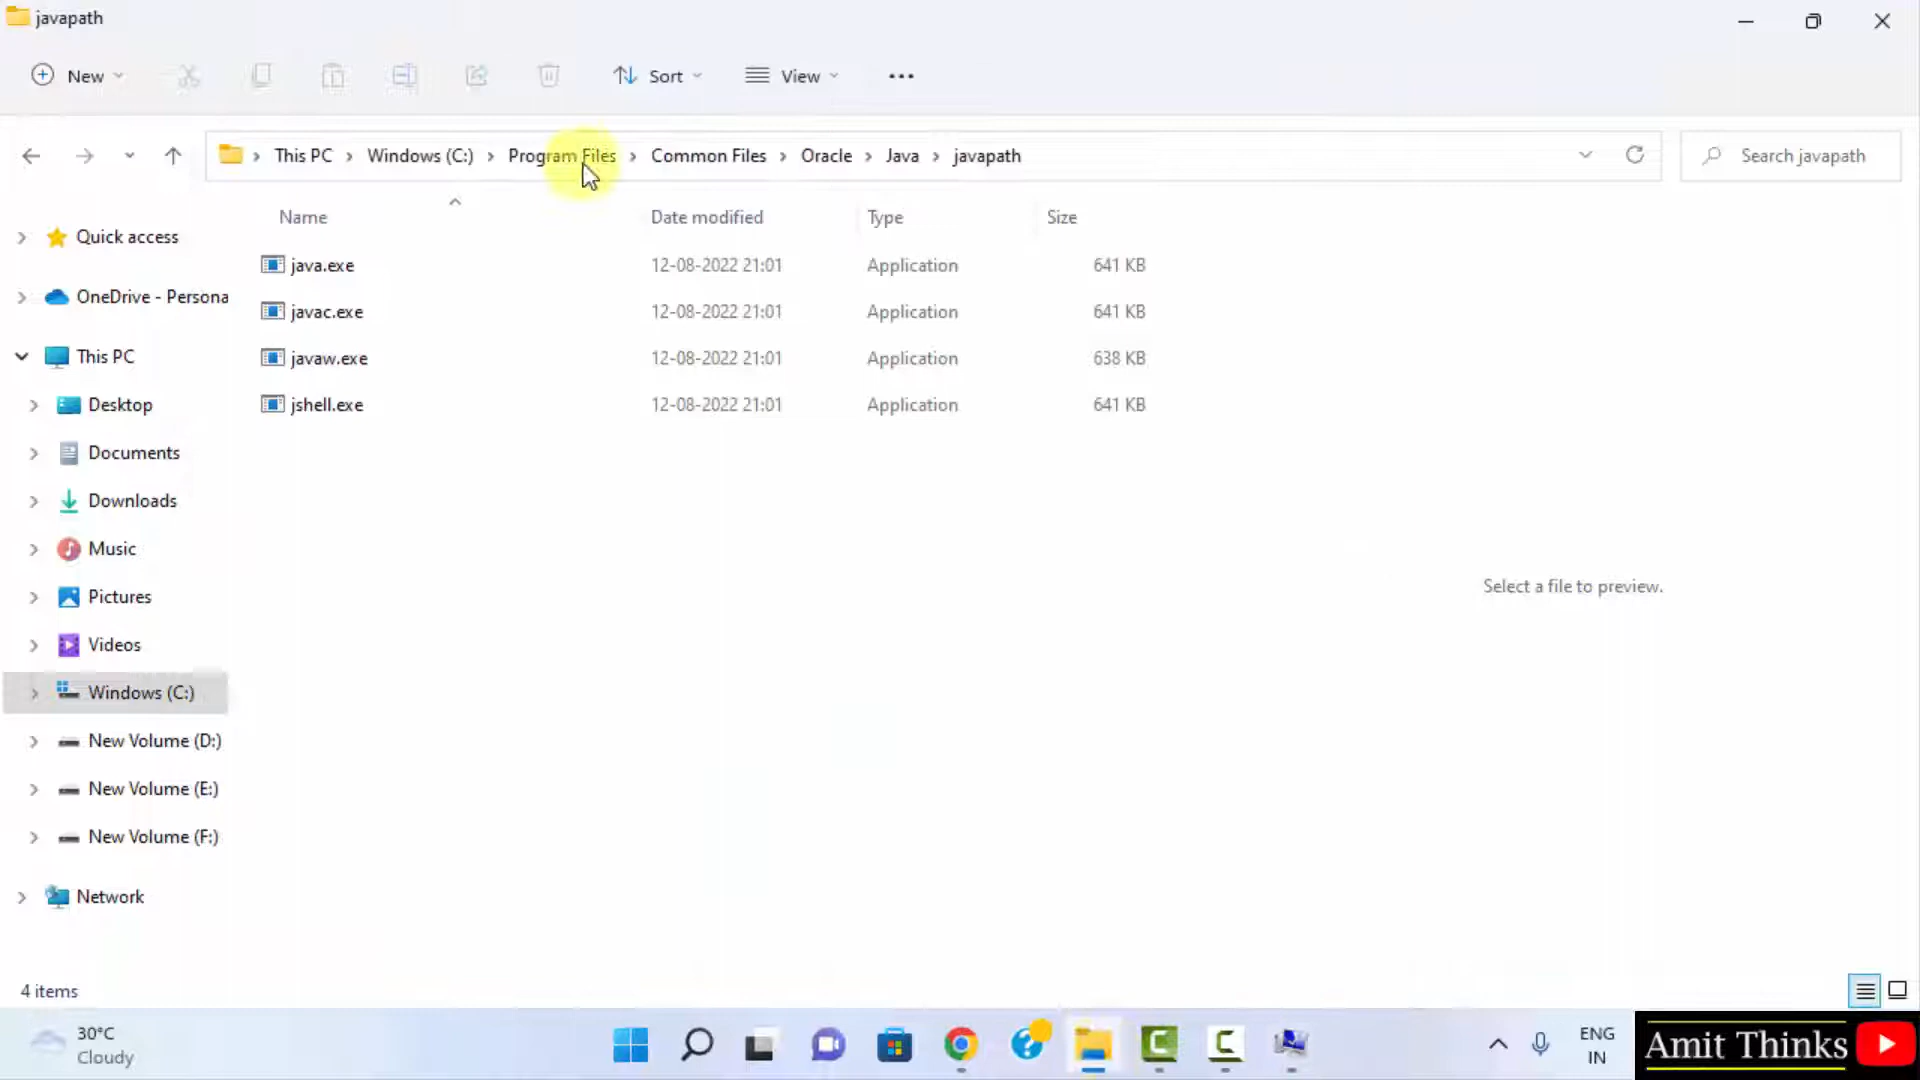 javapath
New
Sort
View
This PC > Windows (C:) > Program Files > Common Files > Oracle > Java > javapath
Search javapath
Name Date modified Type Size
java.exe 12-08-2022 21:01 Application 641 KB
javac.exe 12-08-2022 21:01 Application 641 KB
javaw.exe 12-08-2022 21:01 Application 638 KB
jshell.exe 12-08-2022 21:01 Application 641 KB
Quick access
OneDrive - Persona
This PC
Desktop
Documents
Downloads
Music
Pictures
Videos
Windows (C:)
New Volume (D:)
New Volume (E:)
New Volume (F:)
Network
Select a file to preview.
4 items
30°C
Cloudy
ENG
IN
Amit Thinks